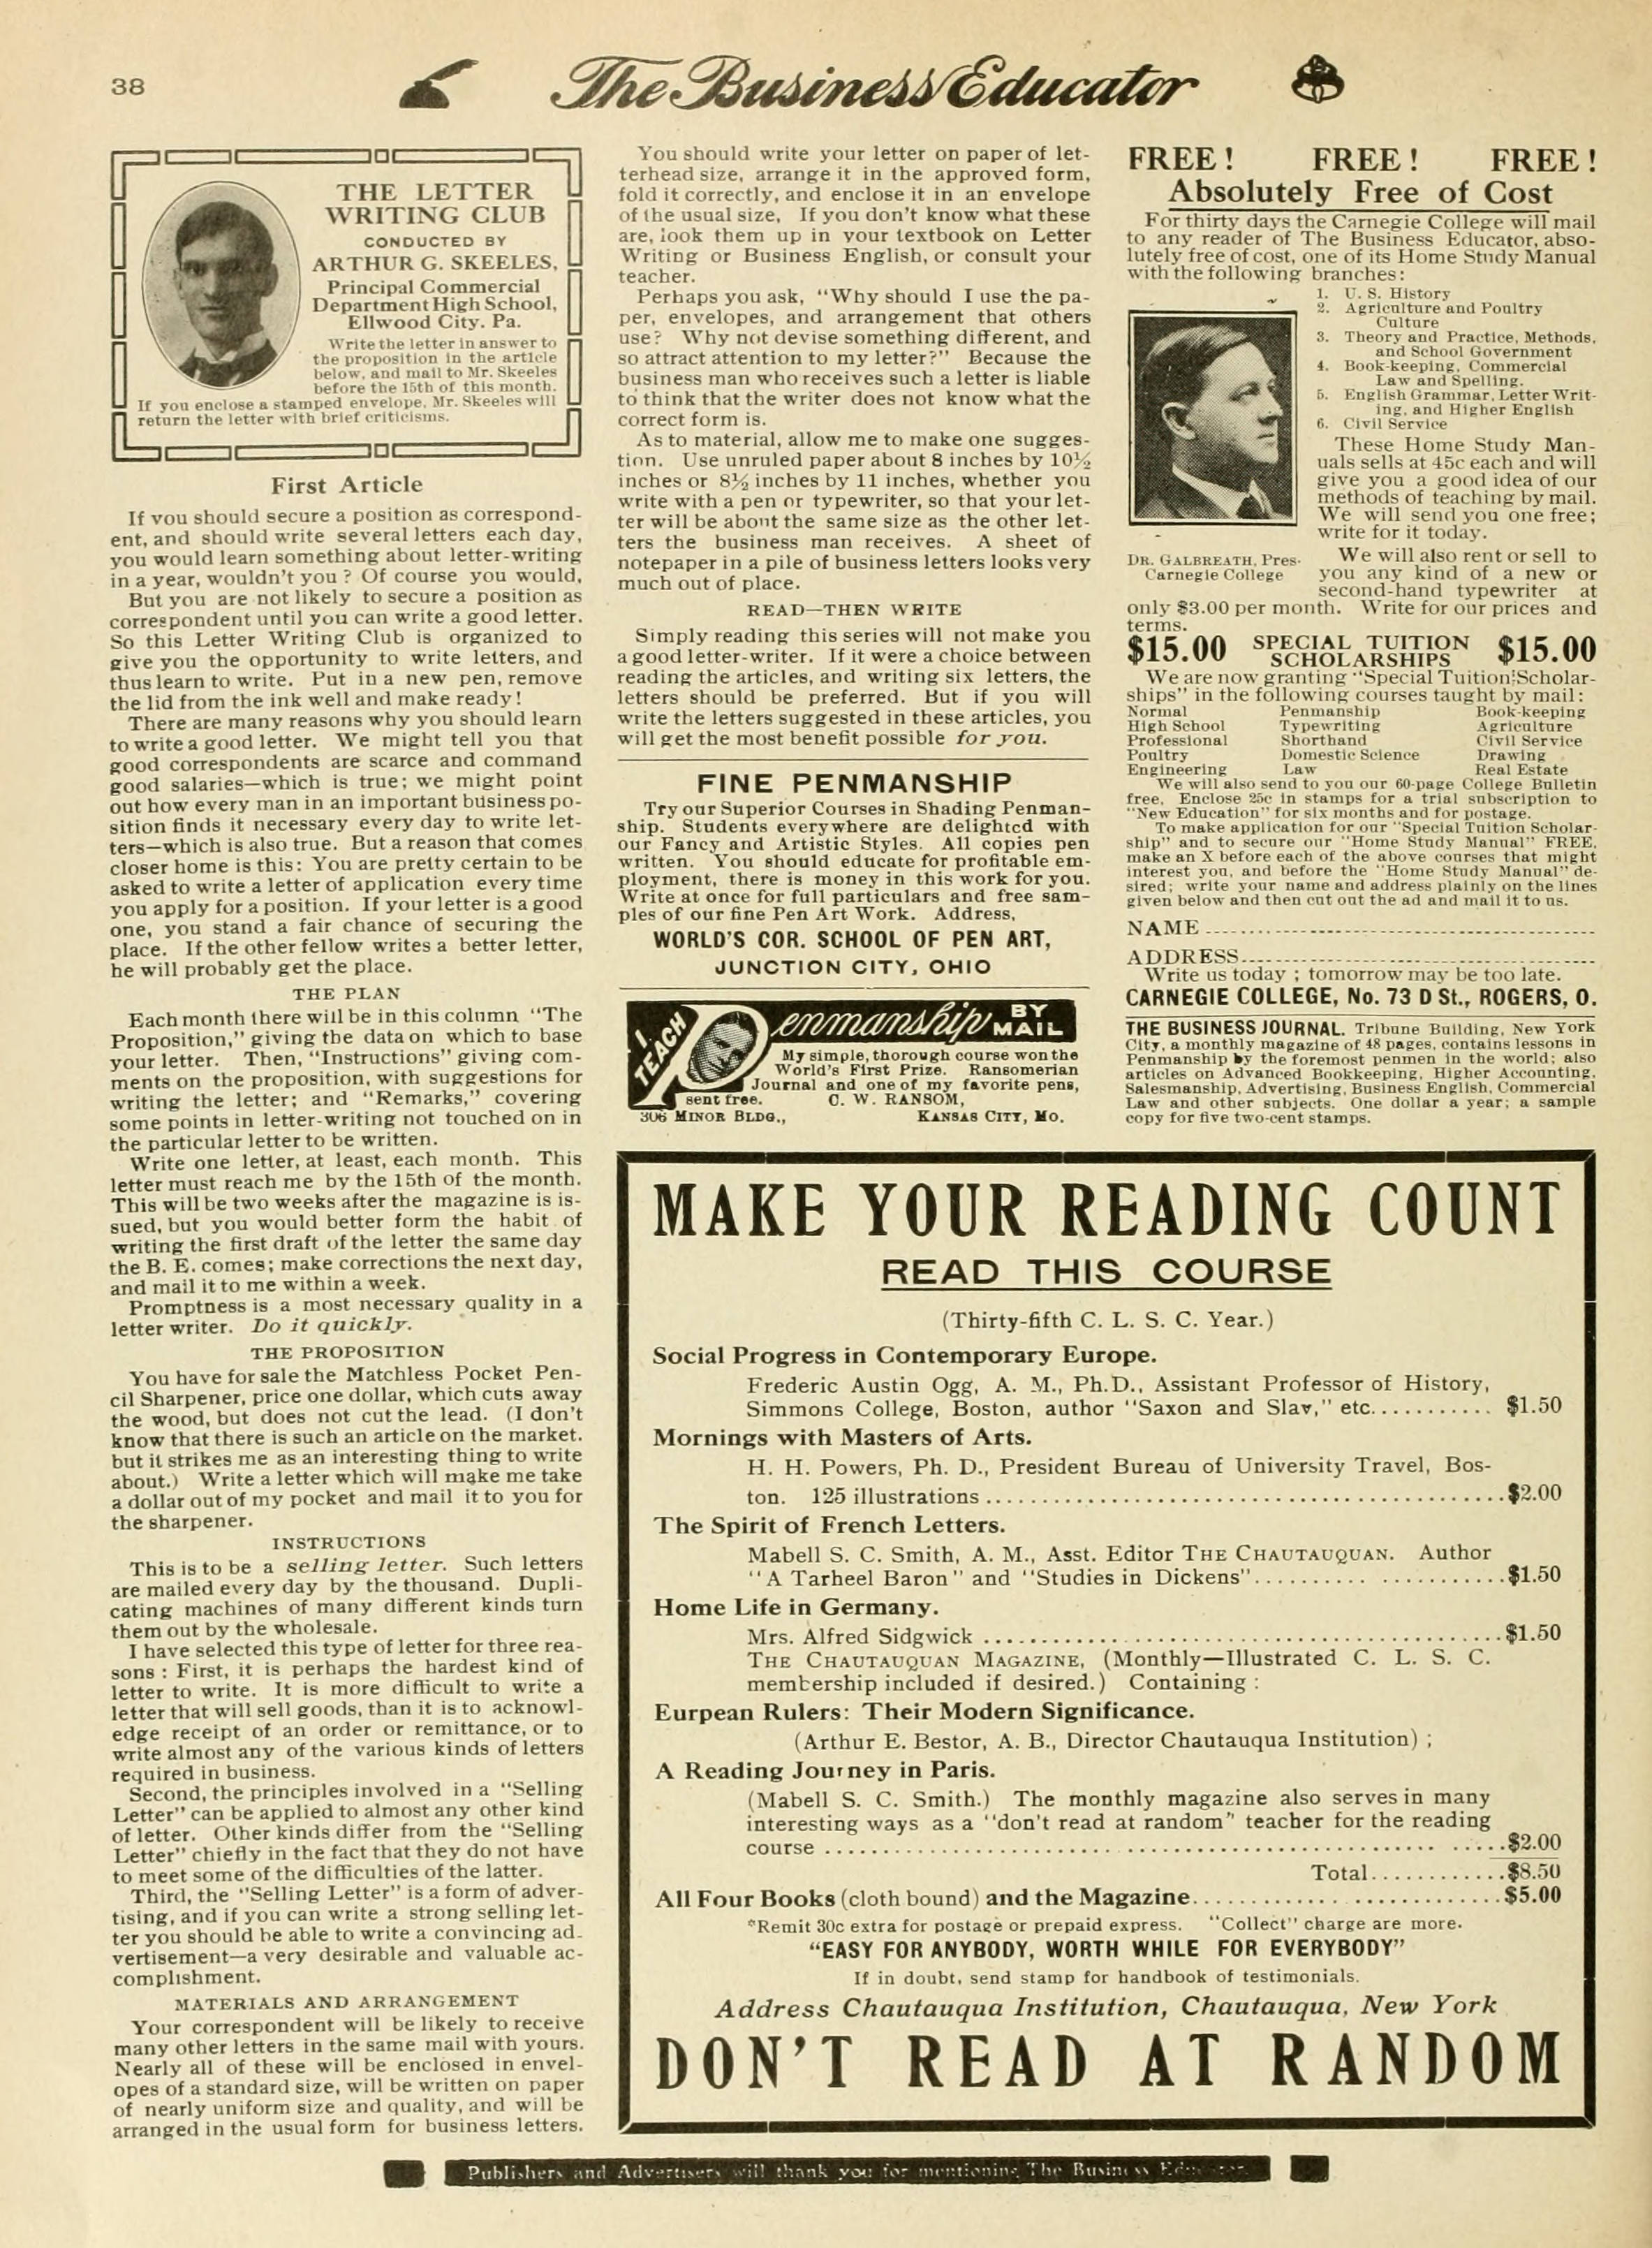 38
The Business Educator
THE LETTER
WRITING CLUB
CONDUCTED BY
ARTHUR G. SKEELES,
Principal Commercial
Department High School,
Ellwood City. Pa.
Write the letter in answer to
the proposition in the article
below, and mail to Mr. Skeeles
before the 15th of this month.
If you enclose a stamped envelope, Mr. Skeeles will
return the letter with brief criticisms.
First Article
If you should secure a position as correspond-
ent, and should write several letters each day,
you would learn something about letter-writing
in a year, wouldn't you? Of course you would,
But you are not likely to secure a position as
correspondent until you can write a good letter.
So this Letter Writing Club is organized to
give you the opportunity to write letters, and
thus learn to write. Put in a new pen, remove
the lid from the ink well and make ready!
There are many reasons why you should learn
to write a good letter. We might tell you that
good correspondents are scarce and command
good salaries—which is true; we might point
out how every man in an important business po-
sition finds it necessary every day to write let-
ters—which is also true. But a reason that comes
closer home is this: You are pretty certain to be
asked to write a letter of application every time
you apply for a position. If your letter is a good
one, you stand a fair chance of securing the
place. If the other fellow writes a better letter,
he will probably get the place.
THE PLAN
Each month there will be in this column "The
Proposition," giving the data on which to base
your letter. Then, "Instructions" giving com-
ments on the proposition, with suggestions for
writing the letter; and "Remarks," covering
some points in letter-writing not touched on in
the particular letter to be written.
Write one letter, at least, each month. This
letter must reach me by the 15th of the month.
This will be two weeks after the magazine is is-
sued, but you would better form the habit of
writing the first draft of the letter the same day
the B. E. comes; make corrections the next day,
and mail it to me within a week.
Promptness is a most necessary quality in a
letter writer. Do it quickly.
THE PROPOSITION
You have for sale the Matchless Pocket Pen-
cil Sharpener, price one dollar, which cuts away
the wood, but does not cut the lead. (I don't
know that there is such an article on the market.
but it strikes me as an interesting thing to write
about.) Write a letter which will make me take
a dollar out of my pocket and mail it to you for
the sharpener.
INSTRUCTIONS
This is to be a selling letter. Such letters
are mailed every day by the thousand. Dupli-
cating machines of many different kinds turn
them out by the wholesale.
I have selected this type of letter for three rea-
sons: First, it is perhaps the hardest kind of
letter to write. It is more difficult to write a
letter that will sell goods, than it is to acknowl-
edge receipt of an order or remittance, or to
write almost any of the various kinds of letters
required in business.
Second, the principles involved in a "Selling
Letter" can be applied to almost any other kind
of letter. Other kinds differ from the "Selling
Letter" chiefly in the fact that they do not have
to meet some of the difficulties of the latter.
Third, the "Selling Letter" is a form of adver-
tising, and if you can write a strong selling let-
ter you should be able to write a convincing ad-
vertisement—a very desirable and valuable ac-
complishment.
MATERIALS AND ARRANGEMENT
Your correspondent will be likely to receive
many other letters in the same mail with yours.
Nearly all of these will be enclosed in envel-
opes of a standard size, will be written on paper
of nearly uniform size and quality, and will be
arranged in the usual form for business letters.
You should write your letter on paper of let-
terhead size, arrange it in the approved form,
fold it correctly, and enclose it in an envelope
of the usual size, If you don't know what these
are, look them up in your textbook on Letter
Writing or Business English, or consult your
teacher.
Perhaps you ask, "Why should I use the pa-
per, envelopes, and arrangement that others
use? Why not devise something different, and
so attract attention to my letter?" Because the
business man who receives such a letter is liable
to think that the writer does not know what the
correct form is.
As to material, allow me to make one sugges-
tion. Use unruled paper about 8 inches by 10½
inches or 8½ inches by 11 inches, whether you
write with a pen or typewriter, so that your let-
ter will be about the same size as the other let-
ters the business man receives. A sheet of
notepaper in a pile of business letters looks very
much out of place.
READ—THEN WRITE
Simply reading this series will not make you
a good letter-writer. If it were a choice between
reading the articles, and writing six letters, the
letters should be preferred. But if you will
write the letters suggested in these articles, you
will get the most benefit possible for you.
FINE PENMANSHIP
Try our Superior Courses in Shading Penman-
ship. Students everywhere are delighted with
our Fancy and Artistic Styles. All copies pen
written. You should educate for profitable em-
ployment, there is money in this work for you.
Write at once for full particulars and free sam-
ples of our fine Pen Art Work. Address,
WORLD'S COR. SCHOOL OF PEN ART,
JUNCTION CITY, OHIO
I TEACH Penmanship BY MAIL
My simple, thorough course won the
World's First Prize. Ransomerian
Journal and one of my favorite pens,
sent free. C. W. RANSOM,
306 MINOR BLDG., KANSAS CITY, MO.
FREE! FREE! FREE!
Absolutely Free of Cost
For thirty days the Carnegie College will mail
to any reader of The Business Educator, abso-
lutely free of cost, one of its Home Study Manual
with the following branches:
1. U. S. History
2. Agriculture and Poultry
Culture
3. Theory and Practice, Methods,
and School Government
4. Book-keeping, Commercial
Law and Spelling.
5. English Grammar, Letter Writ-
ing, and Higher English
6. Civil Service
These Home Study Man-
uals sells at 45c each and will
give you a good idea of our
methods of teaching by mail.
We will send you one free;
write for it today.
DR. GALBREATH, Pres.
Carnegie College
We will also rent or sell to
you any kind of a new or
second-hand typewriter at
only $3.00 per month. Write for our prices and
terms.
$15.00 SPECIAL TUITION SCHOLARSHIPS $15.00
We are now granting "Special Tuition Scholar-
ships" in the following courses taught by mail:
Normal Penmanship Book-keeping
High School Typewriting Agriculture
Professional Shorthand Civil Service
Poultry Domestic Science Drawing
Engineering Law Real Estate
We will also send to you our 60-page College Bulletin
free, Enclose 25c in stamps for a trial subscription to
"New Education" for six months and for postage.
To make application for our "Special Tuition Scholar-
ship" and to secure our "Home Study Manual" FREE,
make an X before each of the above courses that might
interest you, and before the "Home Study Manual" de-
sired; write your name and address plainly on the lines
given below and then cut out the ad and mail it to us.
NAME
ADDRESS
Write us today; tomorrow may be too late.
CARNEGIE COLLEGE, No. 73 D St., ROGERS, O.
THE BUSINESS JOURNAL. Tribune Building, New York
City, a monthly magazine of 48 pages, contains lessons in
Penmanship by the foremost penmen in the world; also
articles on Advanced Bookkeeping, Higher Accounting,
Salesmanship, Advertising, Business English, Commercial
Law and other subjects. One dollar a year; a sample
copy for five two-cent stamps.
MAKE YOUR READING COUNT
READ THIS COURSE
(Thirty-fifth C. L. S. C. Year.)
Social Progress in Contemporary Europe.
Frederic Austin Ogg, A. M., Ph.D., Assistant Professor of History,
Simmons College, Boston, author "Saxon and Slav," etc........... $1.50
Mornings with Masters of Arts.
H. H. Powers, Ph. D., President Bureau of University Travel, Bos-
ton. 125 illustrations ........................................ $2.00
The Spirit of French Letters.
Mabell S. C. Smith, A. M., Asst. Editor THE CHAUTAUQUAN. Author
"A Tarheel Baron" and "Studies in Dickens"..................... $1.50
Home Life in Germany.
Mrs. Alfred Sidgwick ........................................ $1.50
THE CHAUTAUQUAN MAGAZINE, (Monthly—Illustrated C. L. S. C.
membership included if desired.) Containing:
Eurpean Rulers: Their Modern Significance.
(Arthur E. Bestor, A. B., Director Chautauqua Institution);
A Reading Journey in Paris.
(Mabell S. C. Smith.) The monthly magazine also serves in many
interesting ways as a "don't read at random" teacher for the reading
course ........................................ $2.00
Total........... $8.50
All Four Books (cloth bound) and the Magazine........................ $5.00
*Remit 30c extra for postage or prepaid express. "Collect" charge are more.
"EASY FOR ANYBODY, WORTH WHILE FOR EVERYBODY"
If in doubt, send stamp for handbook of testimonials.
Address Chautauqua Institution, Chautauqua, New York
DON'T READ AT RANDOM
Publishers and Advertisers will thank you for mentioning The Business Educator.